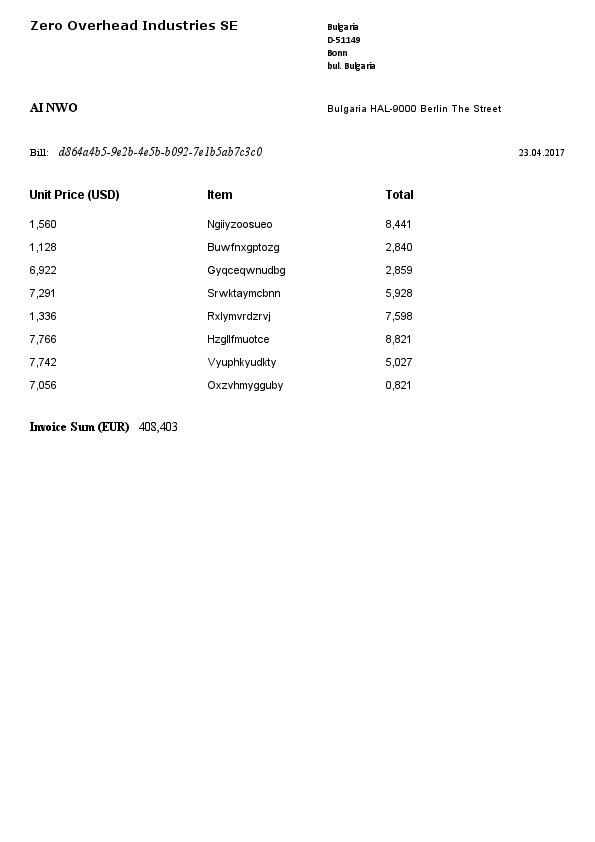 Zero Overhead Industries SE
Bulgaria
D-51149
Bonn
bul. Bulgaria
AI NWO
Bulgaria HAL-9000 Berlin The Street
Bill: d864a4b5-9e2b-4e5b-b092-7e1b5ab7c3c0 23.04.2017
Unit Price (USD) Item Total
1,560 Ngiiyzoosueo 8,441
1,128 Buwfnxgptozg 2,840
6,922 Gyqceqwnudbg 2,859
7,291 Srwktaymcbnn 5,928
1,336 Rxlymvrdzrvj 7,598
7,766 Hzgllfmuotce 8,821
7,742 Vyuphkyudkty 5,027
7,056 Oxzvhmygguby 0,821
Invoice Sum (EUR) 408,403